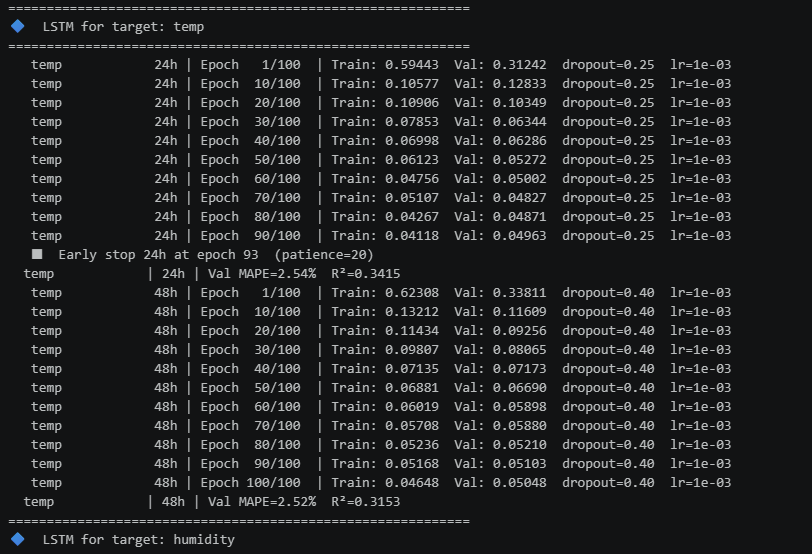 ============================================================
🔷 LSTM for target: temp
============================================================
temp            24h | Epoch   1/100  | Train: 0.59443  Val: 0.31242  dropout=0.25  lr=1e-03
temp            24h | Epoch  10/100  | Train: 0.10577  Val: 0.12833  dropout=0.25  lr=1e-03
temp            24h | Epoch  20/100  | Train: 0.10906  Val: 0.10349  dropout=0.25  lr=1e-03
temp            24h | Epoch  30/100  | Train: 0.07853  Val: 0.06344  dropout=0.25  lr=1e-03
temp            24h | Epoch  40/100  | Train: 0.06998  Val: 0.06286  dropout=0.25  lr=1e-03
temp            24h | Epoch  50/100  | Train: 0.06123  Val: 0.05272  dropout=0.25  lr=1e-03
temp            24h | Epoch  60/100  | Train: 0.04756  Val: 0.05002  dropout=0.25  lr=1e-03
temp            24h | Epoch  70/100  | Train: 0.05107  Val: 0.04827  dropout=0.25  lr=1e-03
temp            24h | Epoch  80/100  | Train: 0.04267  Val: 0.04871  dropout=0.25  lr=1e-03
temp            24h | Epoch  90/100  | Train: 0.04118  Val: 0.04963  dropout=0.25  lr=1e-03
⏹ Early stop 24h at epoch 93  (patience=20)
temp            | 24h | Val MAPE=2.54%  R²=0.3415
temp            48h | Epoch   1/100  | Train: 0.62308  Val: 0.33811  dropout=0.40  lr=1e-03
temp            48h | Epoch  10/100  | Train: 0.13212  Val: 0.11609  dropout=0.40  lr=1e-03
temp            48h | Epoch  20/100  | Train: 0.11434  Val: 0.09256  dropout=0.40  lr=1e-03
temp            48h | Epoch  30/100  | Train: 0.09807  Val: 0.08065  dropout=0.40  lr=1e-03
temp            48h | Epoch  40/100  | Train: 0.07135  Val: 0.07173  dropout=0.40  lr=1e-03
temp            48h | Epoch  50/100  | Train: 0.06881  Val: 0.06690  dropout=0.40  lr=1e-03
temp            48h | Epoch  60/100  | Train: 0.06019  Val: 0.05898  dropout=0.40  lr=1e-03
temp            48h | Epoch  70/100  | Train: 0.05708  Val: 0.05880  dropout=0.40  lr=1e-03
temp            48h | Epoch  80/100  | Train: 0.05236  Val: 0.05210  dropout=0.40  lr=1e-03
temp            48h | Epoch  90/100  | Train: 0.05168  Val: 0.05103  dropout=0.40  lr=1e-03
temp            48h | Epoch 100/100  | Train: 0.04648  Val: 0.05048  dropout=0.40  lr=1e-03
temp            | 48h | Val MAPE=2.52%  R²=0.3153
============================================================
🔷 LSTM for target: humidity